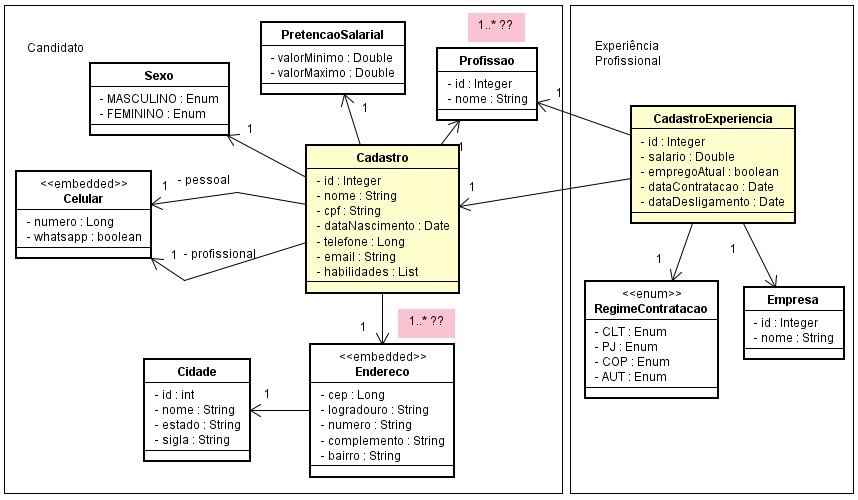 Candidato
Sexo
- MASCULINO : Enum
- FEMININO : Enum
1
PretencaoSalarial
- valorMinimo : Double
- valorMaximo : Double
1
1..* ??
Profissao
- id : Integer
- nome : String
1
<<embedded>>
Celular
- numero : Long
- whatsapp : boolean
1
- pessoal
1
- profissional
Cadastro
- id : Integer
- nome : String
- cpf : String
- dataNascimento : Date
- telefone : Long
- email : String
- habilidades : List
1
1..* ??
1
<<embedded>>
Endereco
- cep : Long
- logradouro : String
- numero : String
- complemento : String
- bairro : String
1
Cidade
- id : int
- nome : String
- estado : String
- sigla : String
Experiência
Profissional
1
CadastroExperiencia
- id : Integer
- salario : Double
- empregoAtual : boolean
- dataContratacao : Date
- dataDesligamento : Date
1
1
<<enum>>
RegimeContratacao
- CLT : Enum
- PJ : Enum
- COP : Enum
- AUT : Enum
Empresa
- id : Integer
- nome : String